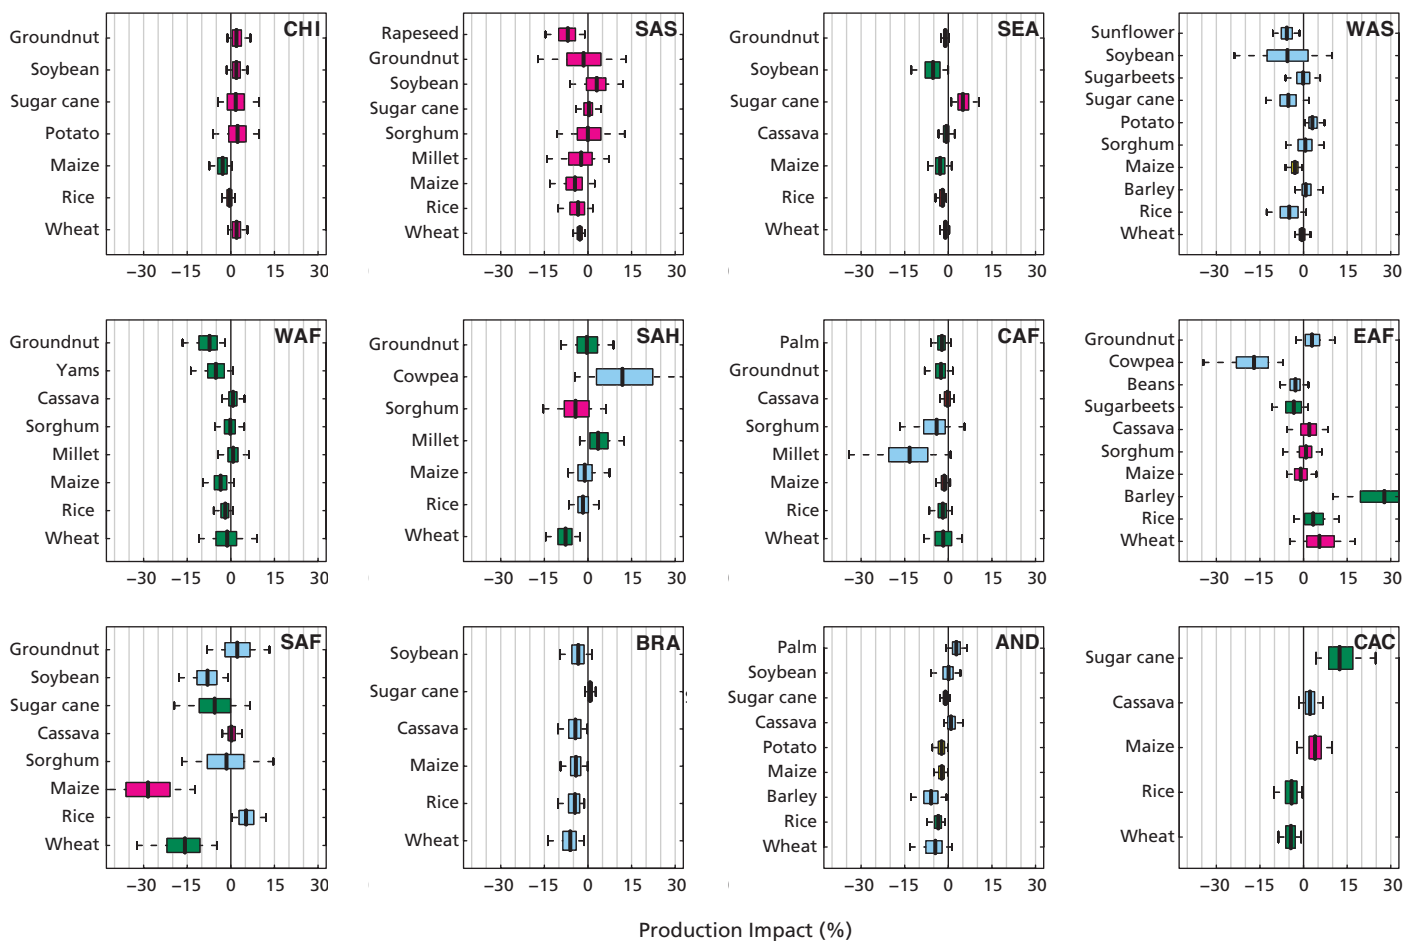 CHI
Groundnut
Soybean
Sugar cane
Potato
Maize
Rice
Wheat
−30 −15 0 15 30
SAS
Rapeseed
Groundnut
Soybean
Sugar cane
Sorghum
Millet
Maize
Rice
Wheat
−30 −15 0 15 30
SEA
Groundnut
Soybean
Sugar cane
Cassava
Maize
Rice
Wheat
−30 −15 0 15 30
WAS
Sunflower
Soybean
Sugarbeets
Sugar cane
Potato
Sorghum
Maize
Barley
Rice
Wheat
−30 −15 0 15 30
WAF
Groundnut
Yams
Cassava
Sorghum
Millet
Maize
Rice
Wheat
−30 −15 0 15 30
SAH
Groundnut
Cowpea
Sorghum
Millet
Maize
Rice
Wheat
−30 −15 0 15 30
CAF
Palm
Groundnut
Cassava
Sorghum
Millet
Maize
Rice
Wheat
−30 −15 0 15 30
EAF
Groundnut
Cowpea
Beans
Sugarbeets
Cassava
Sorghum
Maize
Barley
Rice
Wheat
−30 −15 0 15 30
SAF
Groundnut
Soybean
Sugar cane
Cassava
Sorghum
Maize
Rice
Wheat
−30 −15 0 15 30
BRA
Soybean
Sugar cane
Cassava
Maize
Rice
Wheat
−30 −15 0 15 30
AND
Palm
Soybean
Sugar cane
Cassava
Potato
Maize
Barley
Rice
Wheat
−30 −15 0 15 30
CAC
Sugar cane
Cassava
Maize
Rice
Wheat
−30 −15 0 15 30
Production Impact (%)